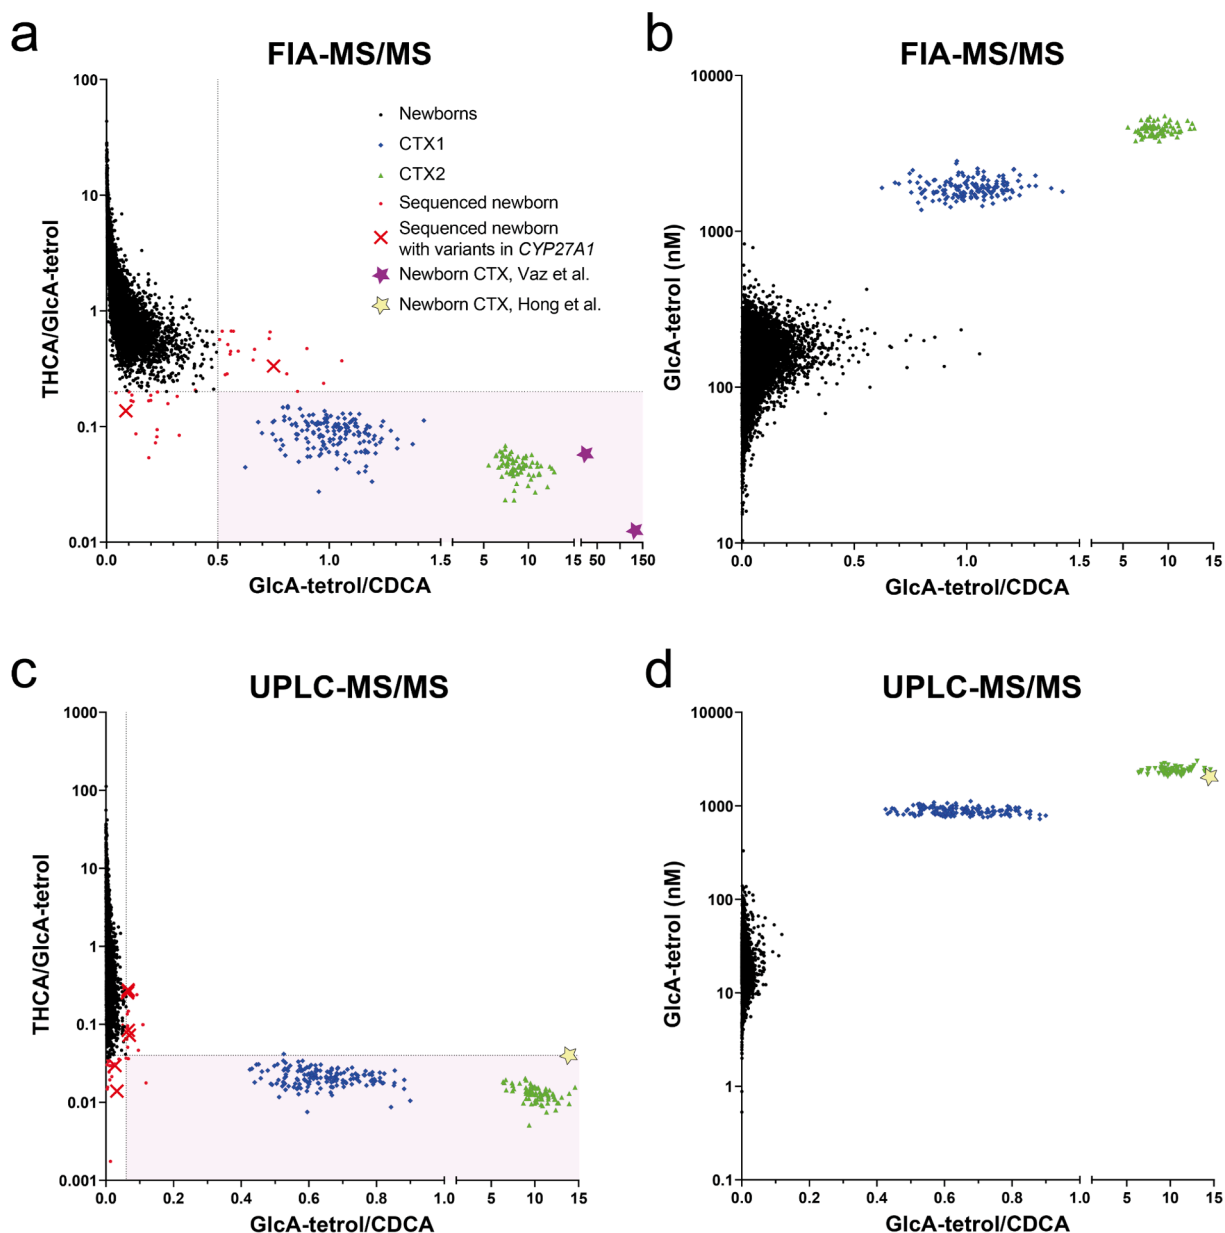 a
FIA-MS/MS
THCA/GlcA-tetrol
100
10
1
0.1
0.01
0.0
0.5
1.0
1.5
5
10
15
50
150
GlcA-tetrol/CDCA
Newborns
CTX1
CTX2
Sequenced newborn
Sequenced newborn
with variants in CYP27A1
Newborn CTX, Vaz et al.
Newborn CTX, Hong et al.
b
FIA-MS/MS
GlcA-tetrol (nM)
10000
1000
100
10
0.0
0.5
1.0
1.5
5
10
15
GlcA-tetrol/CDCA
c
UPLC-MS/MS
THCA/GlcA-tetrol
1000
100
10
1
0.1
0.01
0.001
0.0
0.2
0.4
0.6
0.8
1.0
5
10
15
GlcA-tetrol/CDCA
d
UPLC-MS/MS
GlcA-tetrol (nM)
10000
1000
100
10
1
0.1
0.0
0.2
0.4
0.6
0.8
1.0
5
10
15
GlcA-tetrol/CDCA